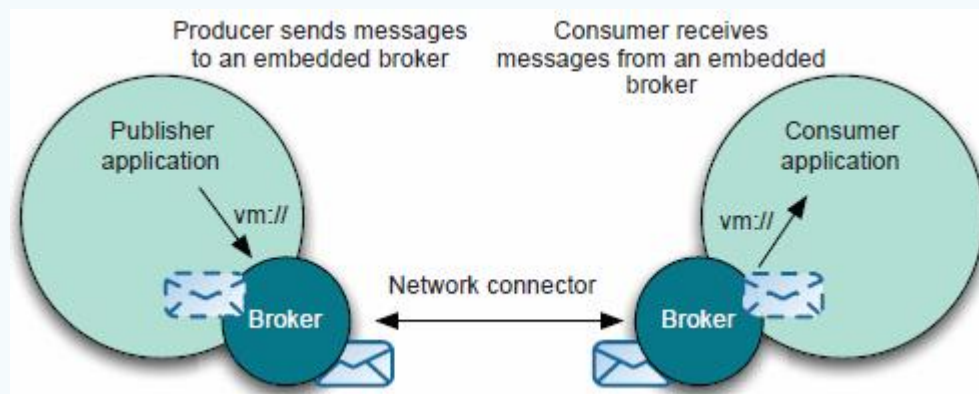 Producer sends messages
to an embedded broker
Consumer receives
messages from an embedded
broker
Publisher
application
vm://
Broker
Network connector
Consumer
application
vm://
Broker